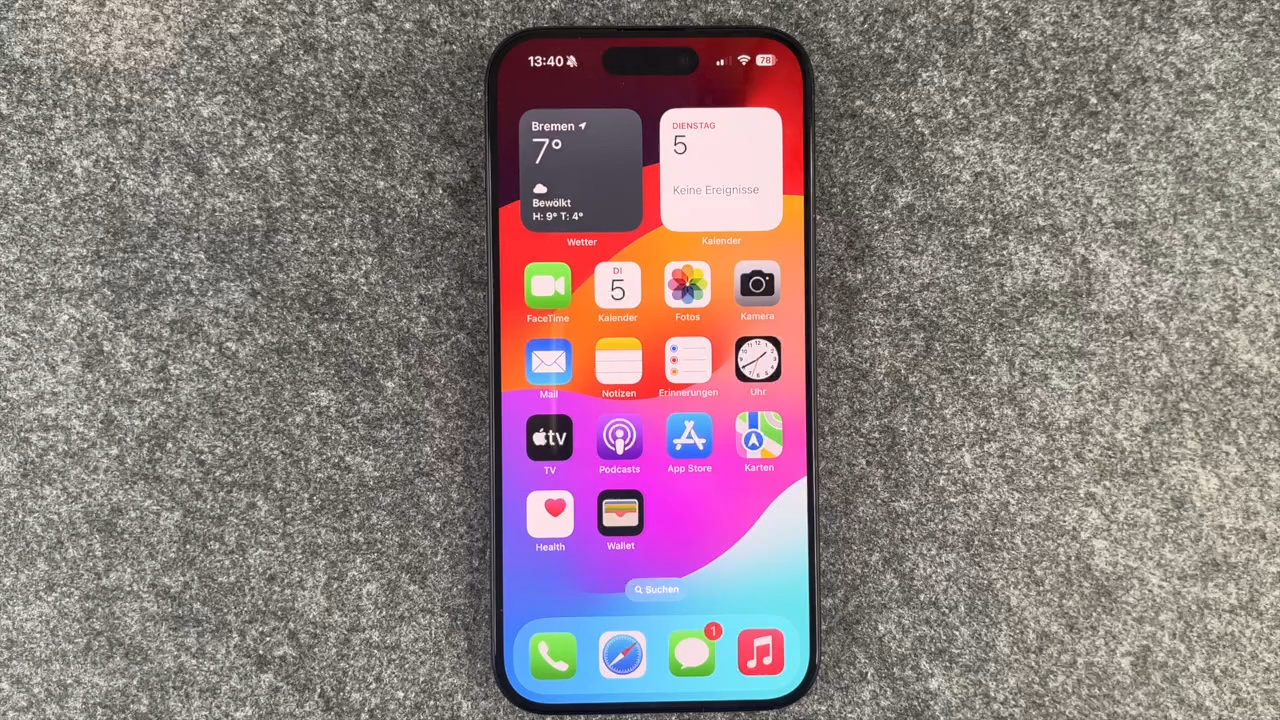 13:40
78
Bremen
7°
Bewölkt
H: 9° T: 4°
Wetter
DIENSTAG
5
Keine Ereignisse
Kalender
FaceTime
DI
5
Kalender
Fotos
Kamera
Mail
Notizen
Erinnerungen
Uhr
tv
TV
Podcasts
App Store
Karten
Health
Wallet
Suchen
1